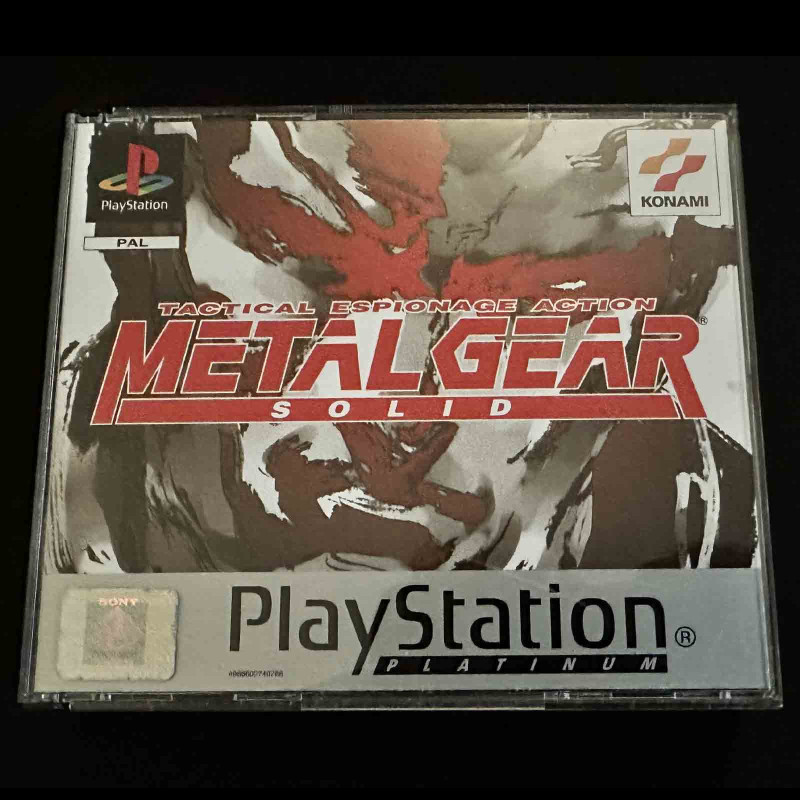 PlayStation
KONAMI
PAL
TACTICAL ESPIONAGE ACTION
METAL GEAR ®
SOLID
SONY
PlayStation ®
PLATINUM